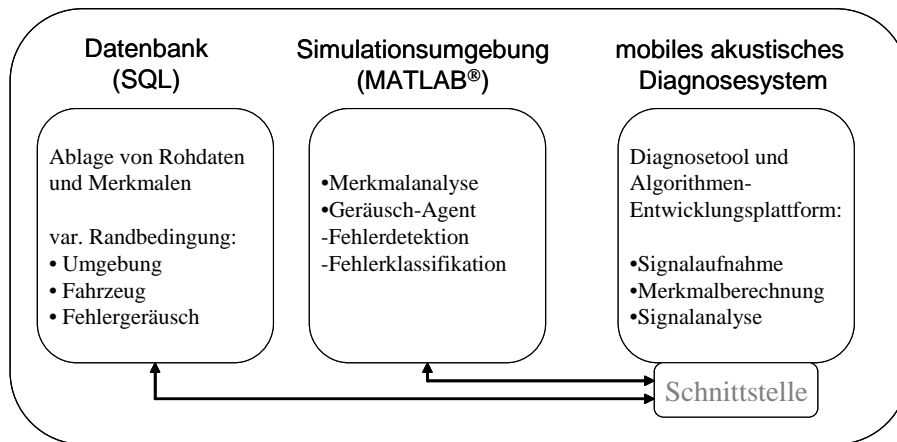 Datenbank
(SQL)
Ablage von Rohdaten
und Merkmalen
var. Randbedingung:
• Umgebung
• Fahrzeug
• Fehlergeräusch
Simulationsumgebung
(MATLAB®)
•Merkmalanalyse
•Geräusch-Agent
-Fehlerdetektion
-Fehlerklassifikation
mobiles akustisches
Diagnosesystem
Diagnosetool und
Algorithmen-
Entwicklungsplattform:
•Signalaufnahme
•Merkmalberechnung
•Signalanalyse
Schnittstelle